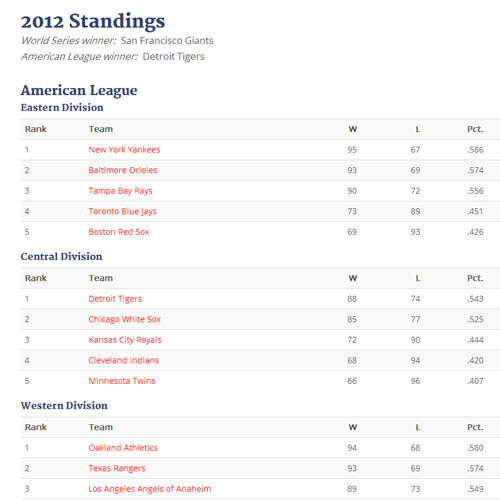 2012 Standings
World Series winner: San Francisco Giants
American League winner: Detroit Tigers
American League
Eastern Division
Rank Team W L Pct.
1 New York Yankees 95 67 .586
2 Baltimore Orioles 93 69 .574
3 Tampa Bay Rays 90 72 .556
4 Toronto Blue Jays 73 89 .451
5 Boston Red Sox 69 93 .426
Central Division
Rank Team W L Pct.
1 Detroit Tigers 88 74 .543
2 Chicago White Sox 85 77 .525
3 Kansas City Royals 72 90 .444
4 Cleveland Indians 68 94 .420
5 Minnesota Twins 66 96 .407
Western Division
Rank Team W L Pct.
1 Oakland Athletics 94 68 .580
2 Texas Rangers 93 69 .574
3 Los Angeles Angels of Anaheim 89 73 .549